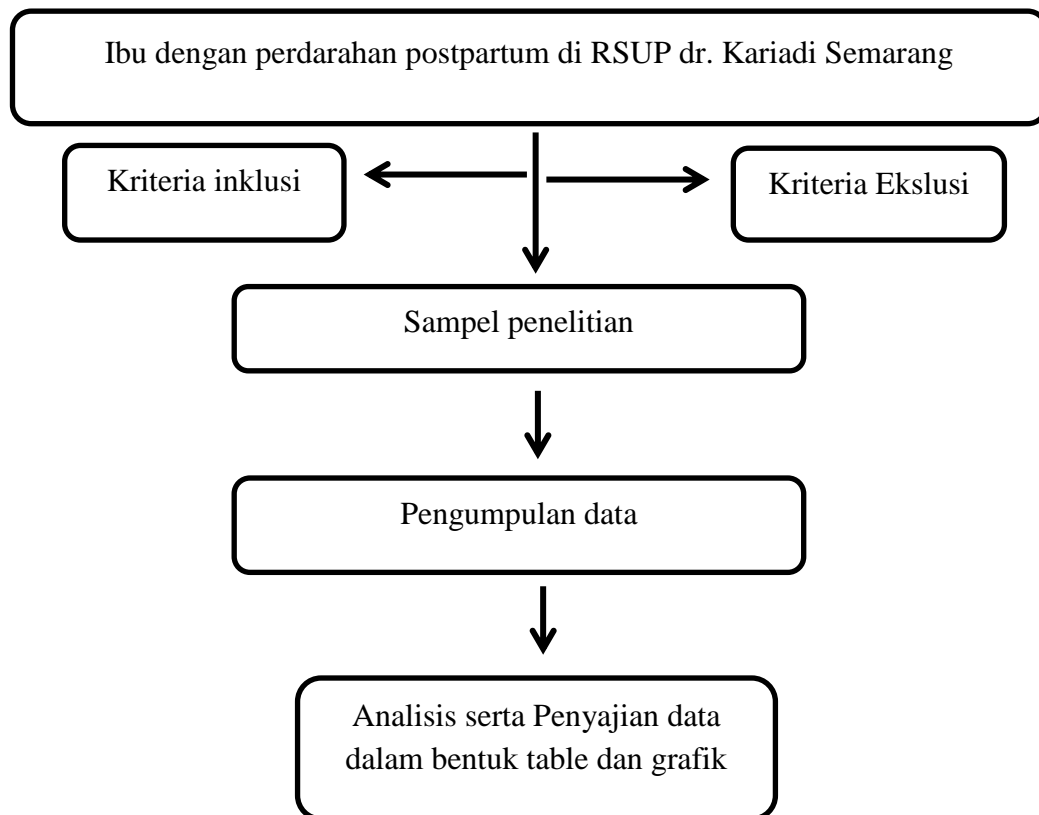 Ibu dengan perdarahan postpartum di RSUP dr. Kariadi Semarang
Kriteria inklusi
Kriteria Ekslusi
Sampel penelitian
Pengumpulan data
Analisis serta Penyajian data
dalam bentuk table dan grafik